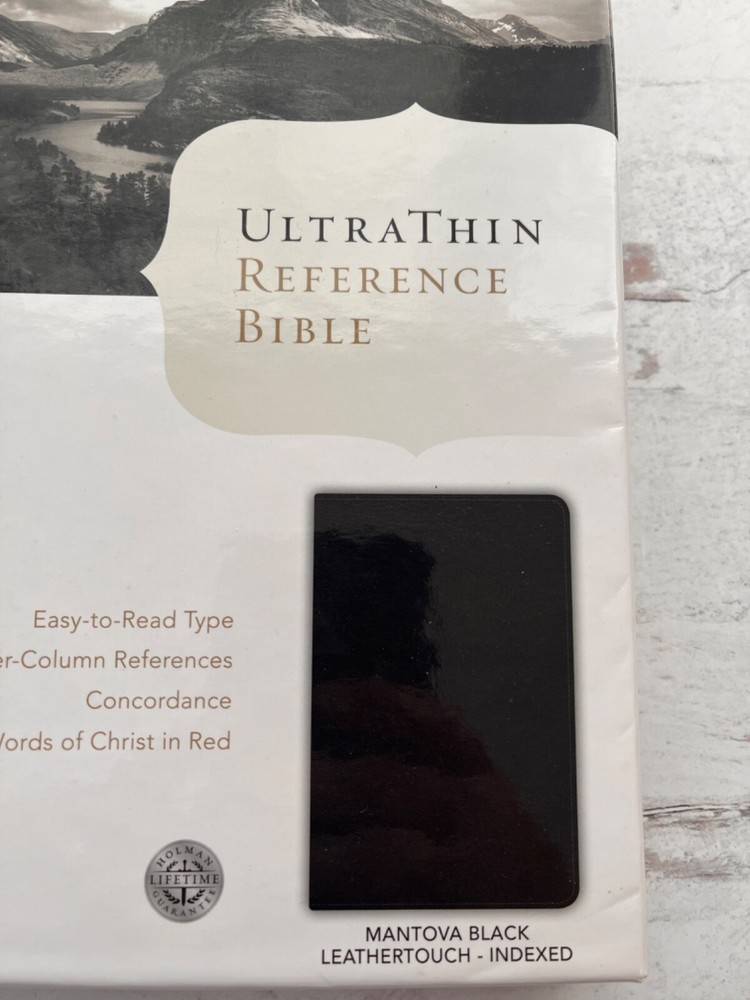 ULTRATHIN
REFERENCE
BIBLE
Easy-to-Read Type
er-Column References
Concordance
Words of Christ in Red
HOLMAN
LIFETIME
GUARANTEE
MANTOVA BLACK
LEATHERTOUCH - INDEXED